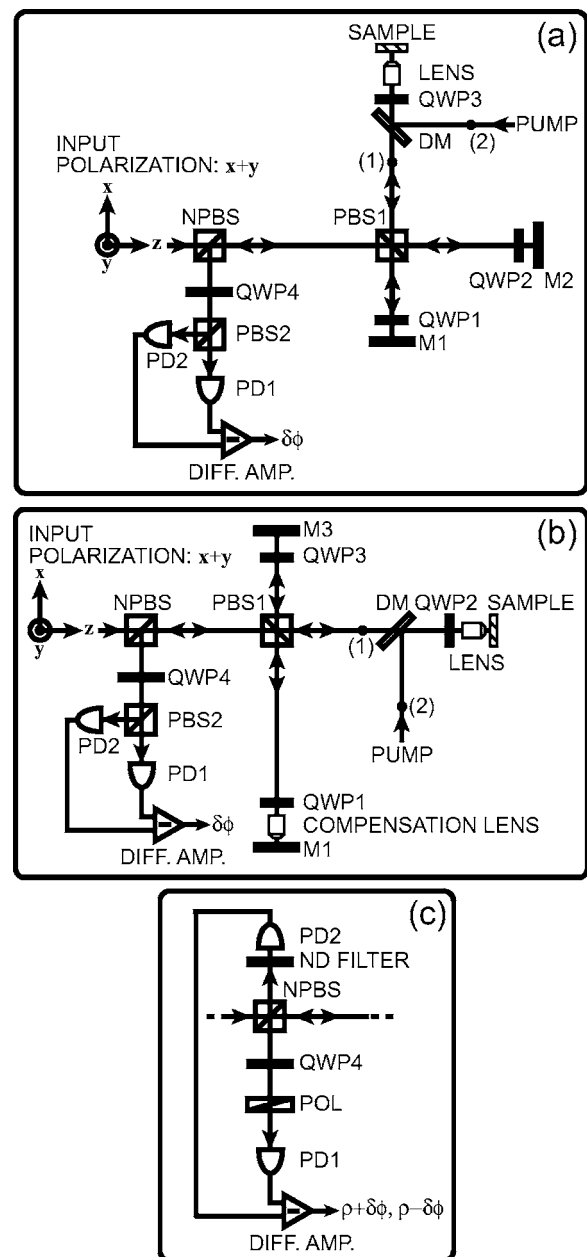 (a)
SAMPLE
LENS
QWP3
PUMP
DM
(2)
(1)
INPUT
POLARIZATION: x+y
x
NPBS
PBS1
z
y
QWP2 M2
QWP4
QWP1
PBS2
M1
PD2
PD1
δϕ
DIFF. AMP.
(b)
INPUT
POLARIZATION: x+y
M3
QWP3
x
NPBS
PBS1
DM QWP2 SAMPLE
z
y
(1)
LENS
QWP4
(2)
PBS2
PD2
PUMP
PD1
QWP1
COMPENSATION LENS
δϕ
M1
DIFF. AMP.
(c)
PD2
ND FILTER
NPBS
QWP4
POL
PD1
ρ+δϕ, ρ−δϕ
DIFF. AMP.